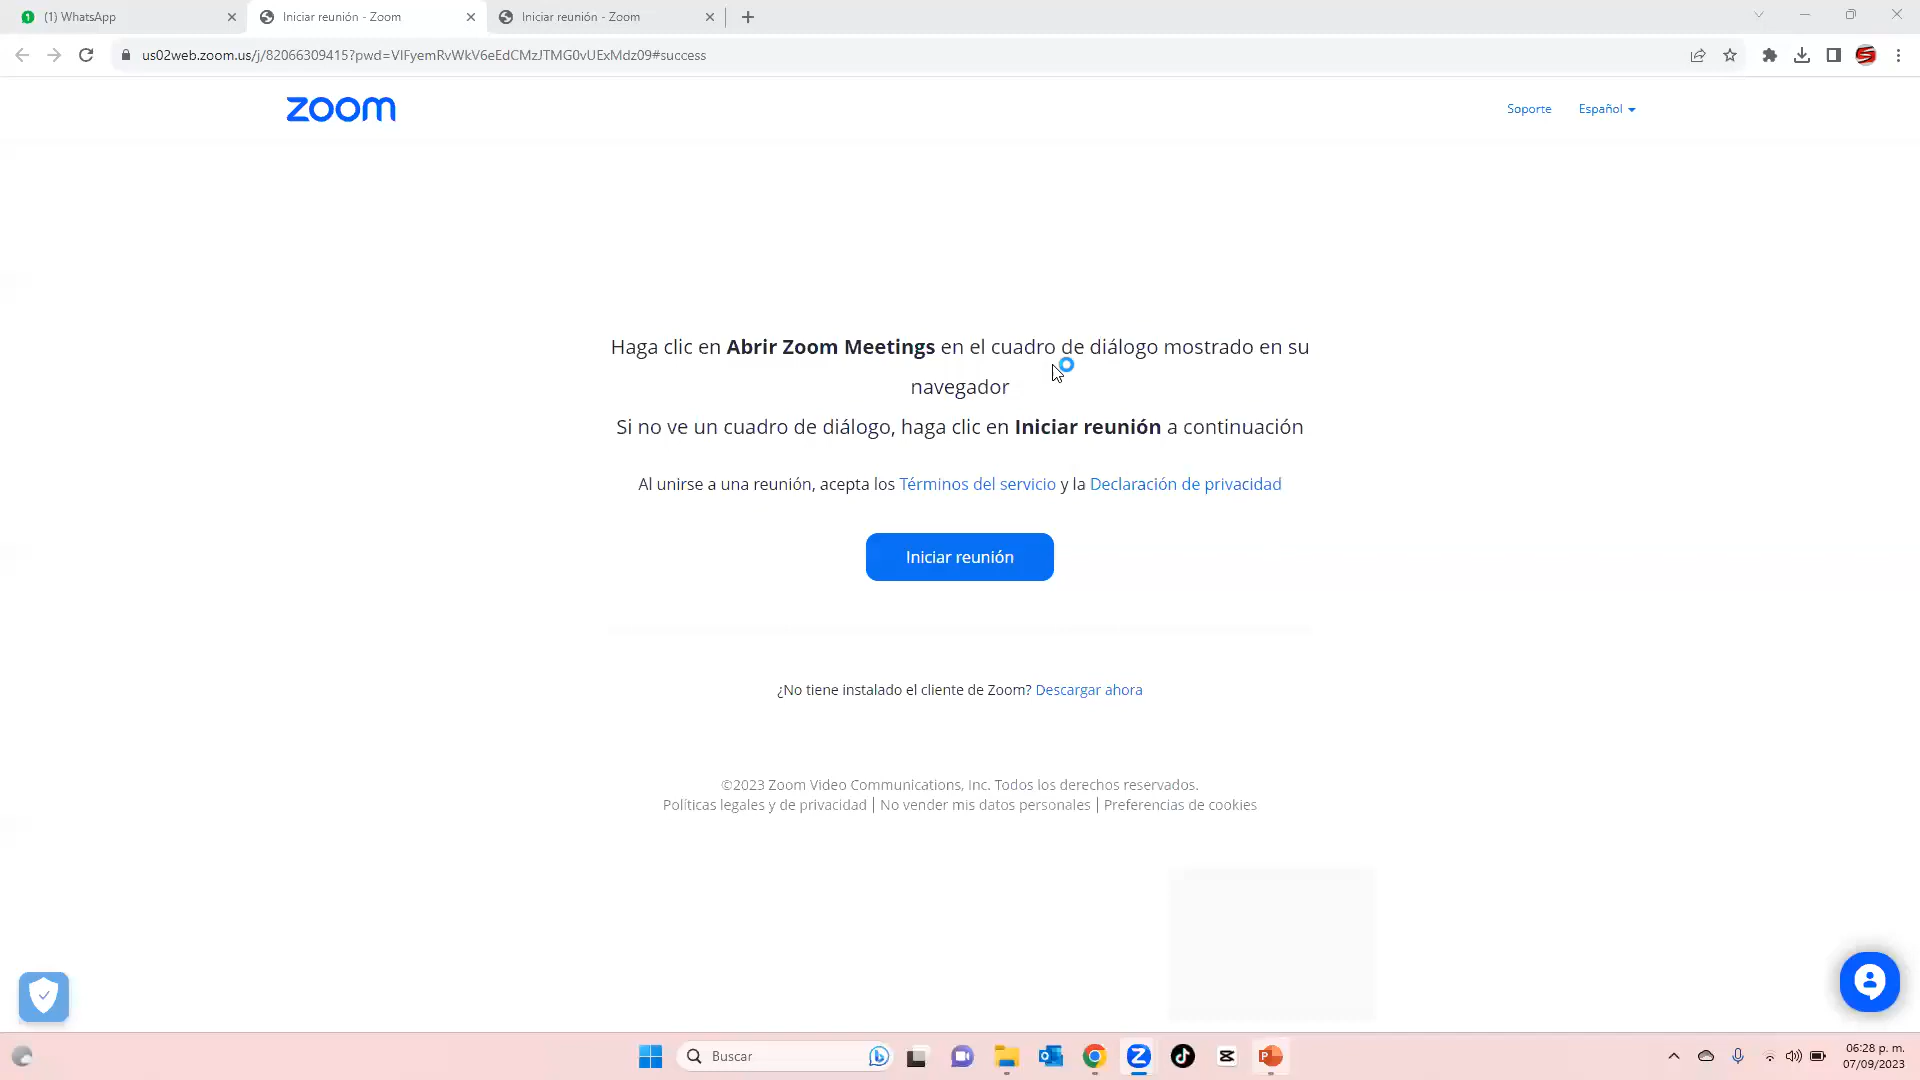 (1) WhatsApp
Iniciar reunión - Zoom
Iniciar reunión - Zoom
us02web.zoom.us/j/82066309415?pwd=VlFyemRvWkV6eEdCMzJTMG0vUExMdz09#success
zoom
Soporte
Español
Haga clic en Abrir Zoom Meetings en el cuadro de diálogo mostrado en su
navegador
Si no ve un cuadro de diálogo, haga clic en Iniciar reunión a continuación
Al unirse a una reunión, acepta los Términos del servicio y la Declaración de privacidad
Iniciar reunión
¿No tiene instalado el cliente de Zoom? Descargar ahora
©2023 Zoom Video Communications, Inc. Todos los derechos reservados.
Políticas legales y de privacidad | No vender mis datos personales | Preferencias de cookies
Buscar
06:28 p. m.
07/09/2023